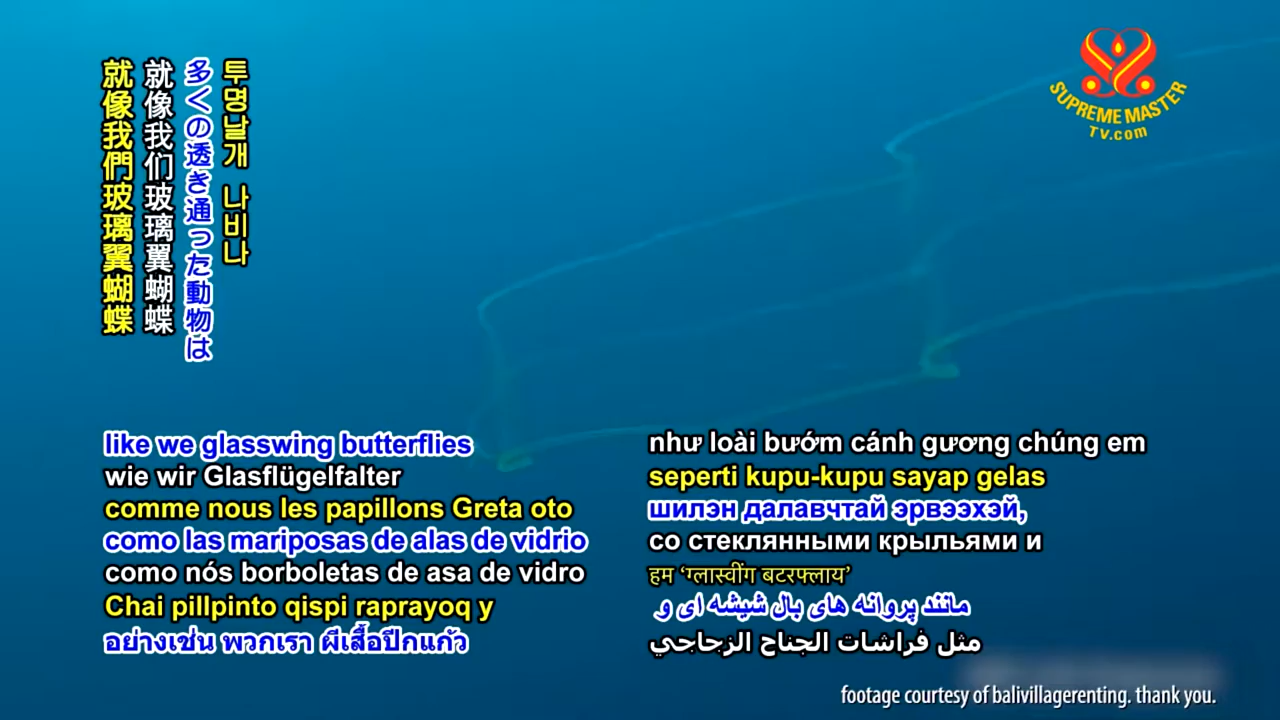 就像我們玻璃翼蝴蝶
就像我们玻璃翼蝴蝶
多くの透き通った動物は
투명날개 나비나
SUPREME MASTER
TV.com
like we glasswing butterflies
wie wir Glasflügelfalter
comme nous les papillons Greta oto
como las mariposas de alas de vidrio
como nós borboletas de asa de vidro
Chai pillpinto qispi raprayoq y
อย่างเช่น พวกเรา ผีเสื้อปีกแก้ว
như loài bướm cánh gương chúng em
seperti kupu-kupu sayap gelas
шилэн далавчтай эрвээхэй,
со стеклянными крыльями и
हम ‘ग्लास्वींग बटरफ्लाय’
مانند پروانه های بال شیشه ای و
مثل فراشات الجناح الزجاجي
footage courtesy of balivillagerenting. thank you.